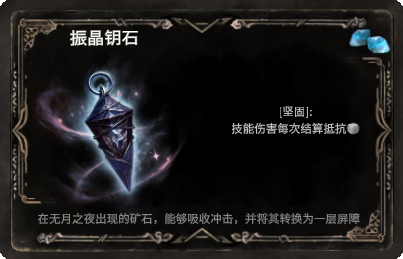 振晶钥石
[坚固]:
技能伤害每次结算抵抗
在无月之夜出现的矿石，能够吸收冲击，并将其转换为一层屏障